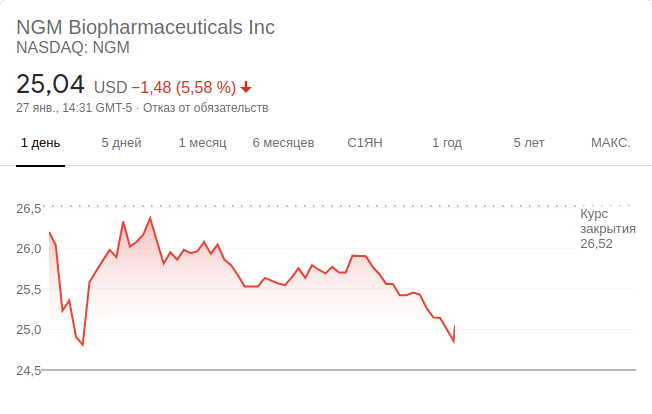 NGM Biopharmaceuticals Inc
NASDAQ: NGM
25,04 USD −1,48 (5,58 %)
27 янв., 14:31 GMT-5 · Отказ от обязательств
1 день 5 дней 1 месяц 6 месяцев С1ЯН 1 год 5 лет МАКС.
26,5
Курс
закрытия
26,52
26,0
25,5
25,0
24,5